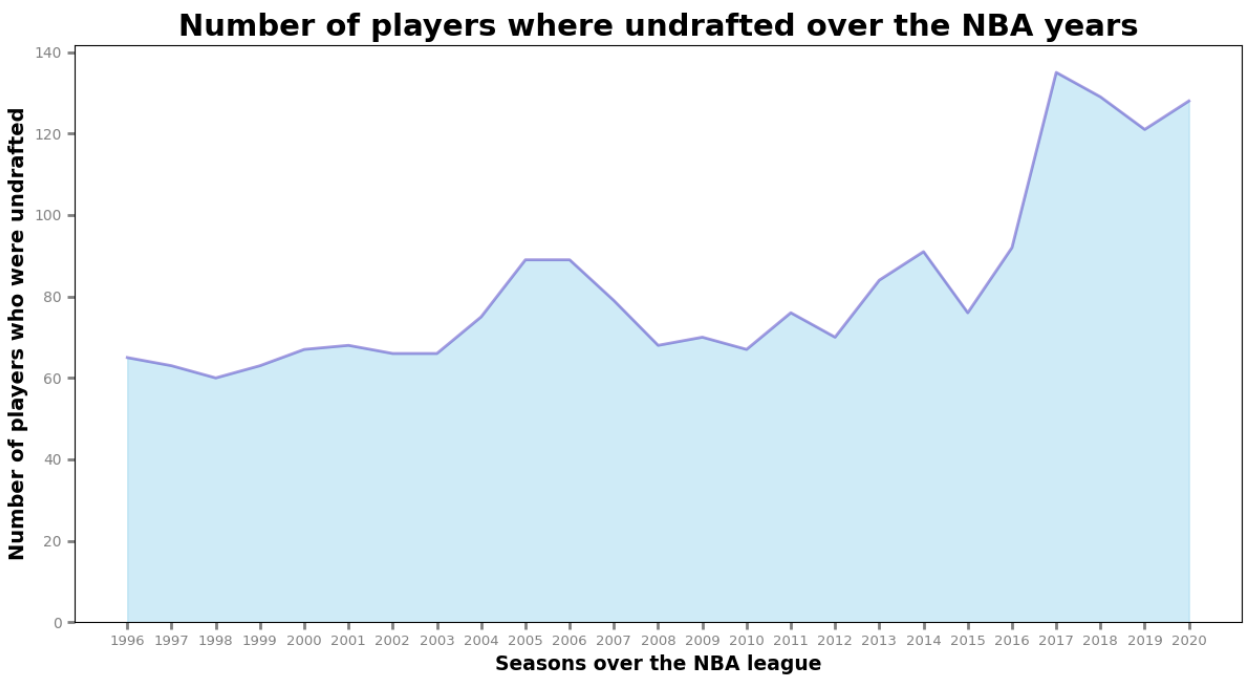 Number of players where undrafted over the NBA years
Number of players who were undrafted
140
120
100
80
60
40
20
0
1996 1997 1998 1999 2000 2001 2002 2003 2004 2005 2006 2007 2008 2009 2010 2011 2012 2013 2014 2015 2016 2017 2018 2019 2020
Seasons over the NBA league